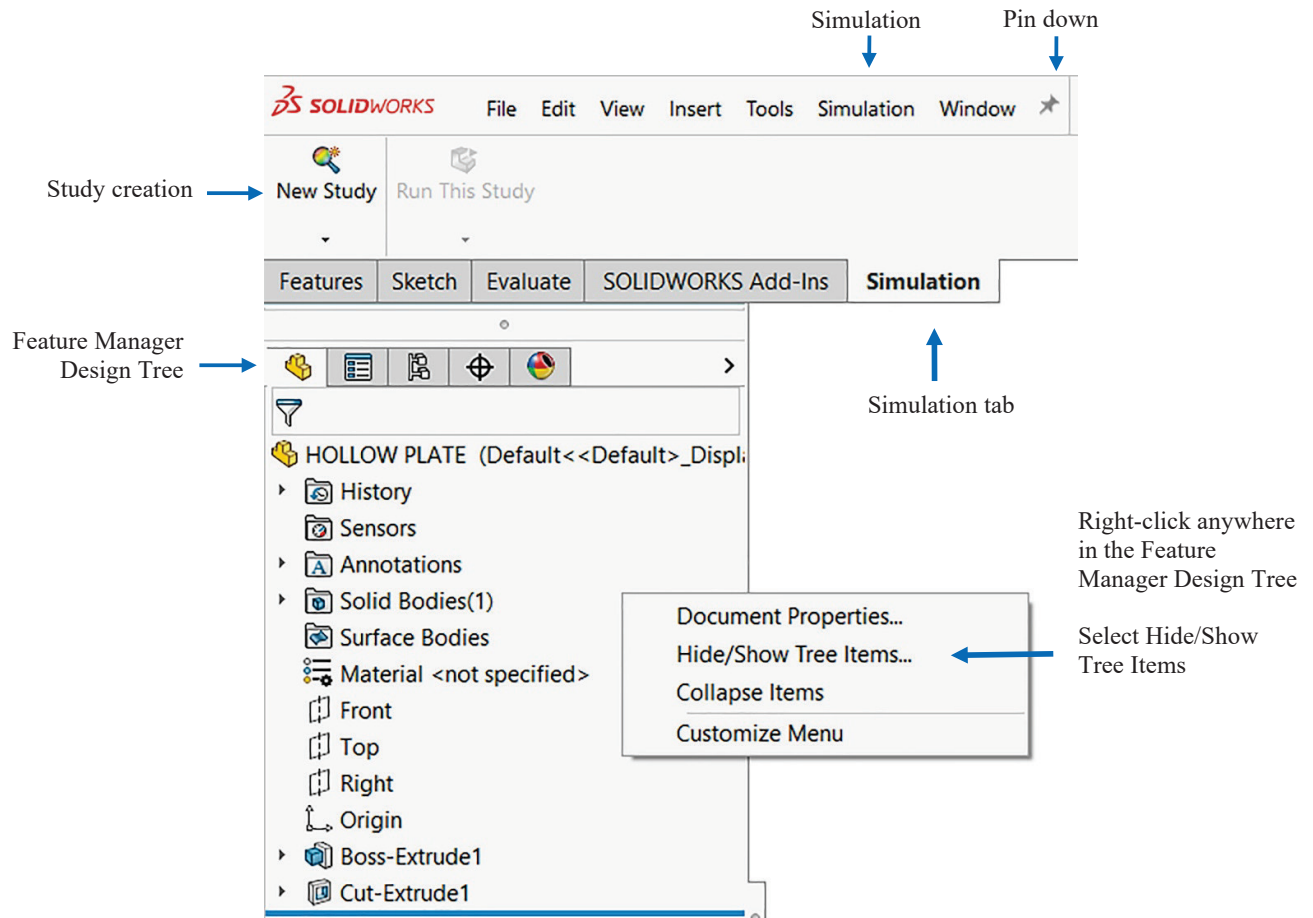 Simulation Pin down
SOLIDWORKS File Edit View Insert Tools Simulation Window
Study creation
New Study Run This Study
Features Sketch Evaluate SOLIDWORKS Add-Ins Simulation
Feature Manager
Design Tree
Simulation tab
HOLLOW PLATE (Default<<Default>_Displ
History
Sensors
Annotations
Solid Bodies(1)
Surface Bodies
Material <not specified>
Front
Top
Right
Origin
Boss-Extrude1
Cut-Extrude1
Document Properties...
Hide/Show Tree Items...
Collapse Items
Customize Menu
Right-click anywhere
in the Feature
Manager Design Tree
Select Hide/Show
Tree Items